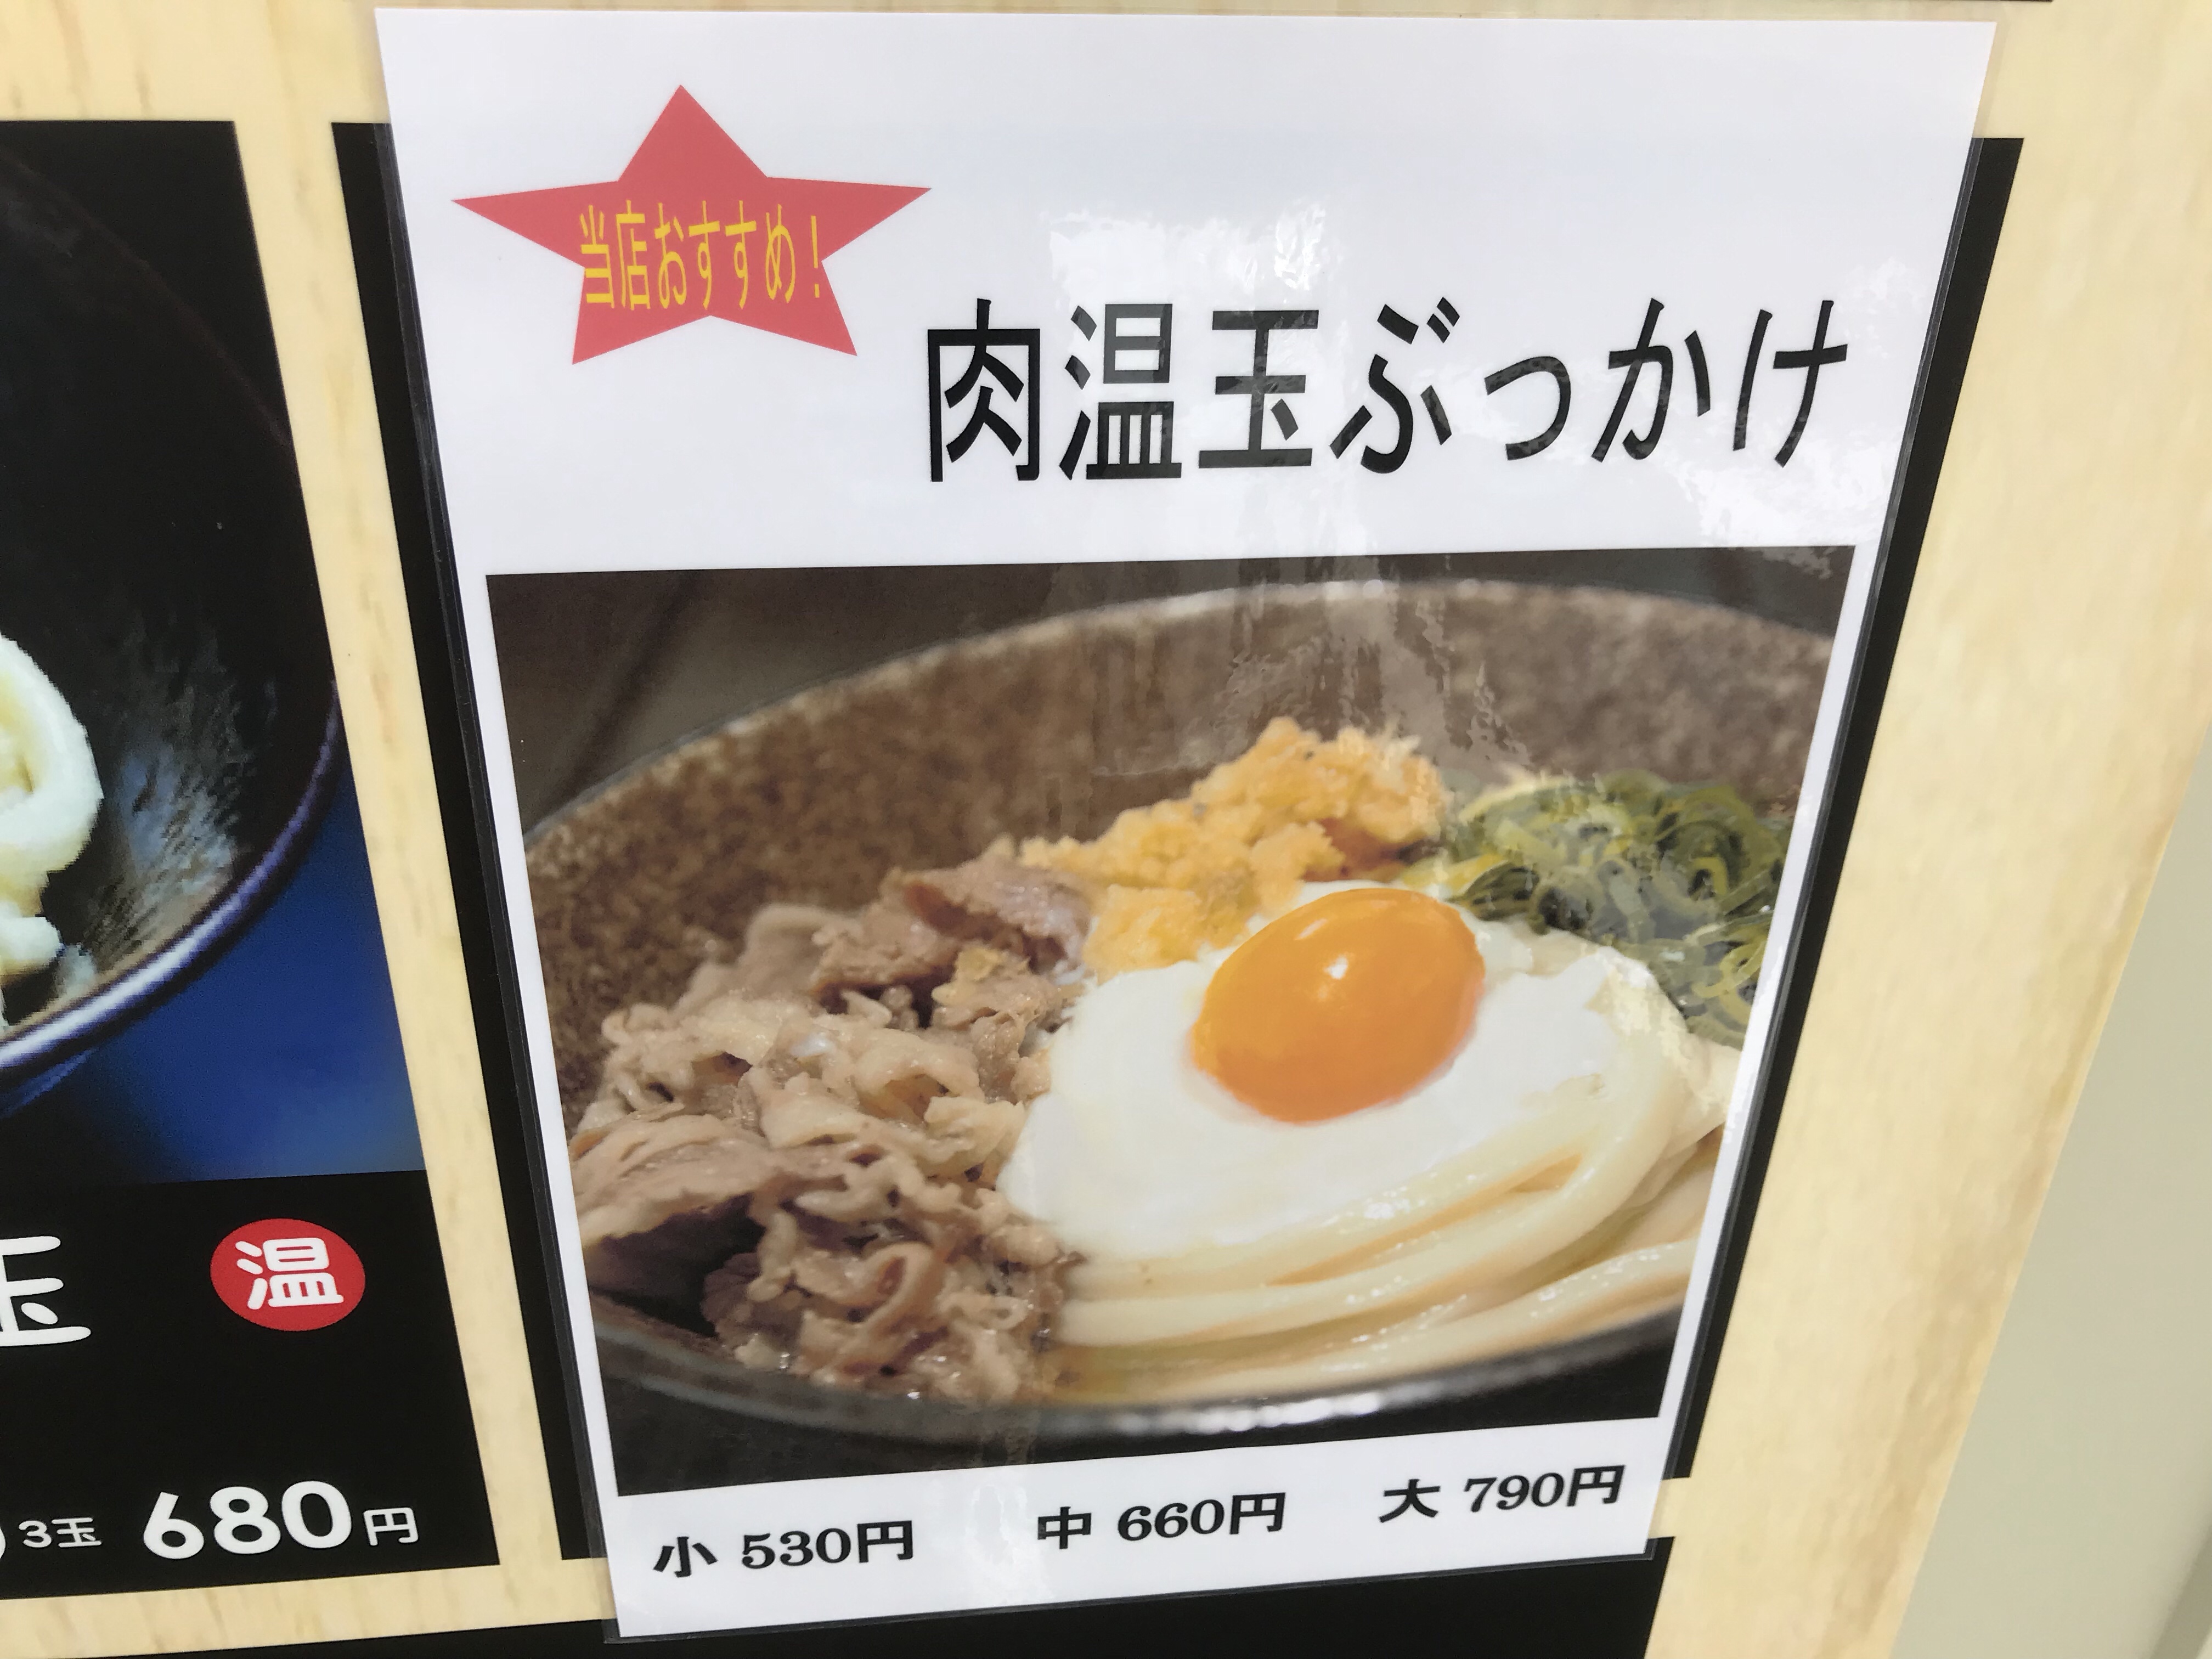 当店おすすめ!
肉温玉ぶっかけ
小 530円 中 660円 大 790円
玉 温
3玉 680円